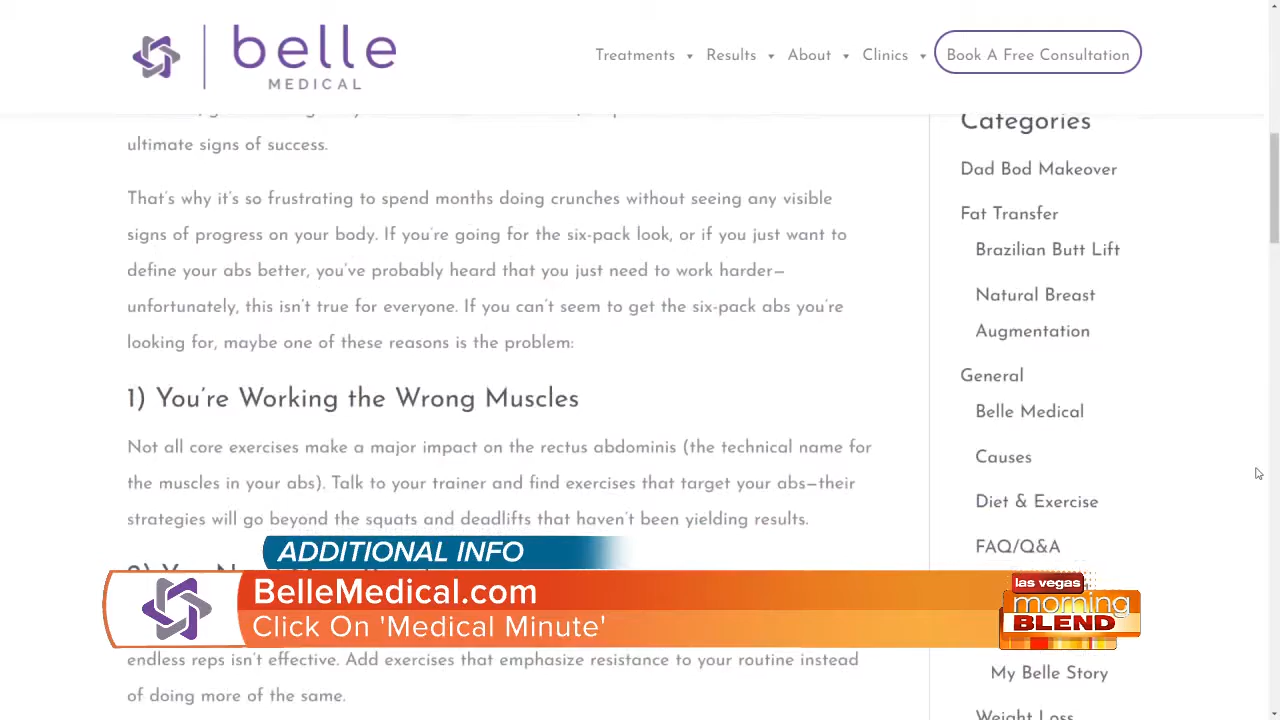 belle
MEDICAL
Treatments
Results
About
Clinics
Book A Free Consultation
ultimate signs of success.
That's why it's so frustrating to spend months doing crunches without seeing any visible
signs of progress on your body. If you're going for the six-pack look, or if you just want to
define your abs better, you've probably heard that you just need to work harder—
unfortunately, this isn't true for everyone. If you can't seem to get the six-pack abs you're
looking for, maybe one of these reasons is the problem:
1) You're Working the Wrong Muscles
Not all core exercises make a major impact on the rectus abdominis (the technical name for
the muscles in your abs). Talk to your trainer and find exercises that target your abs—their
strategies will go beyond the squats and deadlifts that haven't been yielding results.
endless reps isn't effective. Add exercises that emphasize resistance to your routine instead
of doing more of the same.
Categories
Dad Bod Makeover
Fat Transfer
Brazilian Butt Lift
Natural Breast
Augmentation
General
Belle Medical
Causes
Diet & Exercise
FAQ/Q&A
My Belle Story
Weight Loss
ADDITIONAL INFO
BelleMedical.com
Click On 'Medical Minute'
las vegas
morning
BLEND